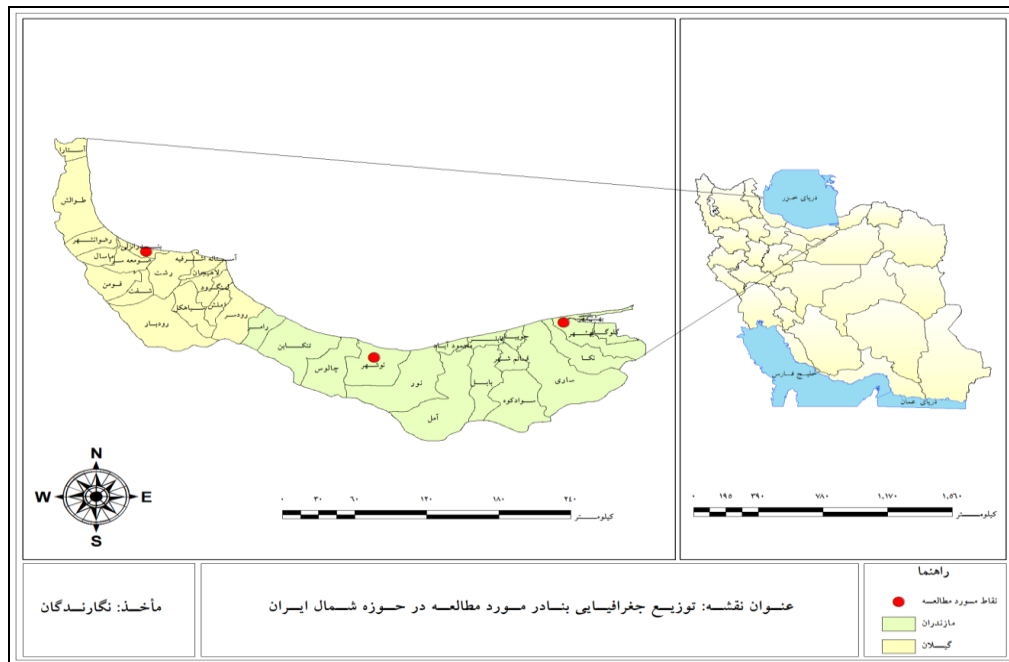 آستارا
طوالش
رضوانشهر
بندرانزلی
ماسال
صومعه سرا
آستانه اشرفیه
رشت
لاهیجان
لنگرود
فومن
شفت
سیاهکل
املش
رودبار
رودسر
رامسر
تنکابن
چالوس
نوشهر
نور
آمل
محمود آباد
بابل
جویبار
قائم شهر
سوادکوه
ساری
نکا
بهشهر
گلوگاه
دریای خزر
خلیج فارس
دریای عمان
N
W E
S
۰ ۳۰ ۶۰ ۱۲۰ ۱۸۰ ۲۴۰
کیلومتر
۰ ۱۹۵ ۳۹۰ ۷۸۰ ۱,۱۷۰ ۱,۵۶۰
کیلومتر
راهنما
نقاط مورد مطالعه
مازندران
گیلان
عنوان نقشه: توزیع جغرافیایی بنادر مورد مطالعه در حوزه شمال ایران
مأخذ: نگارندگان